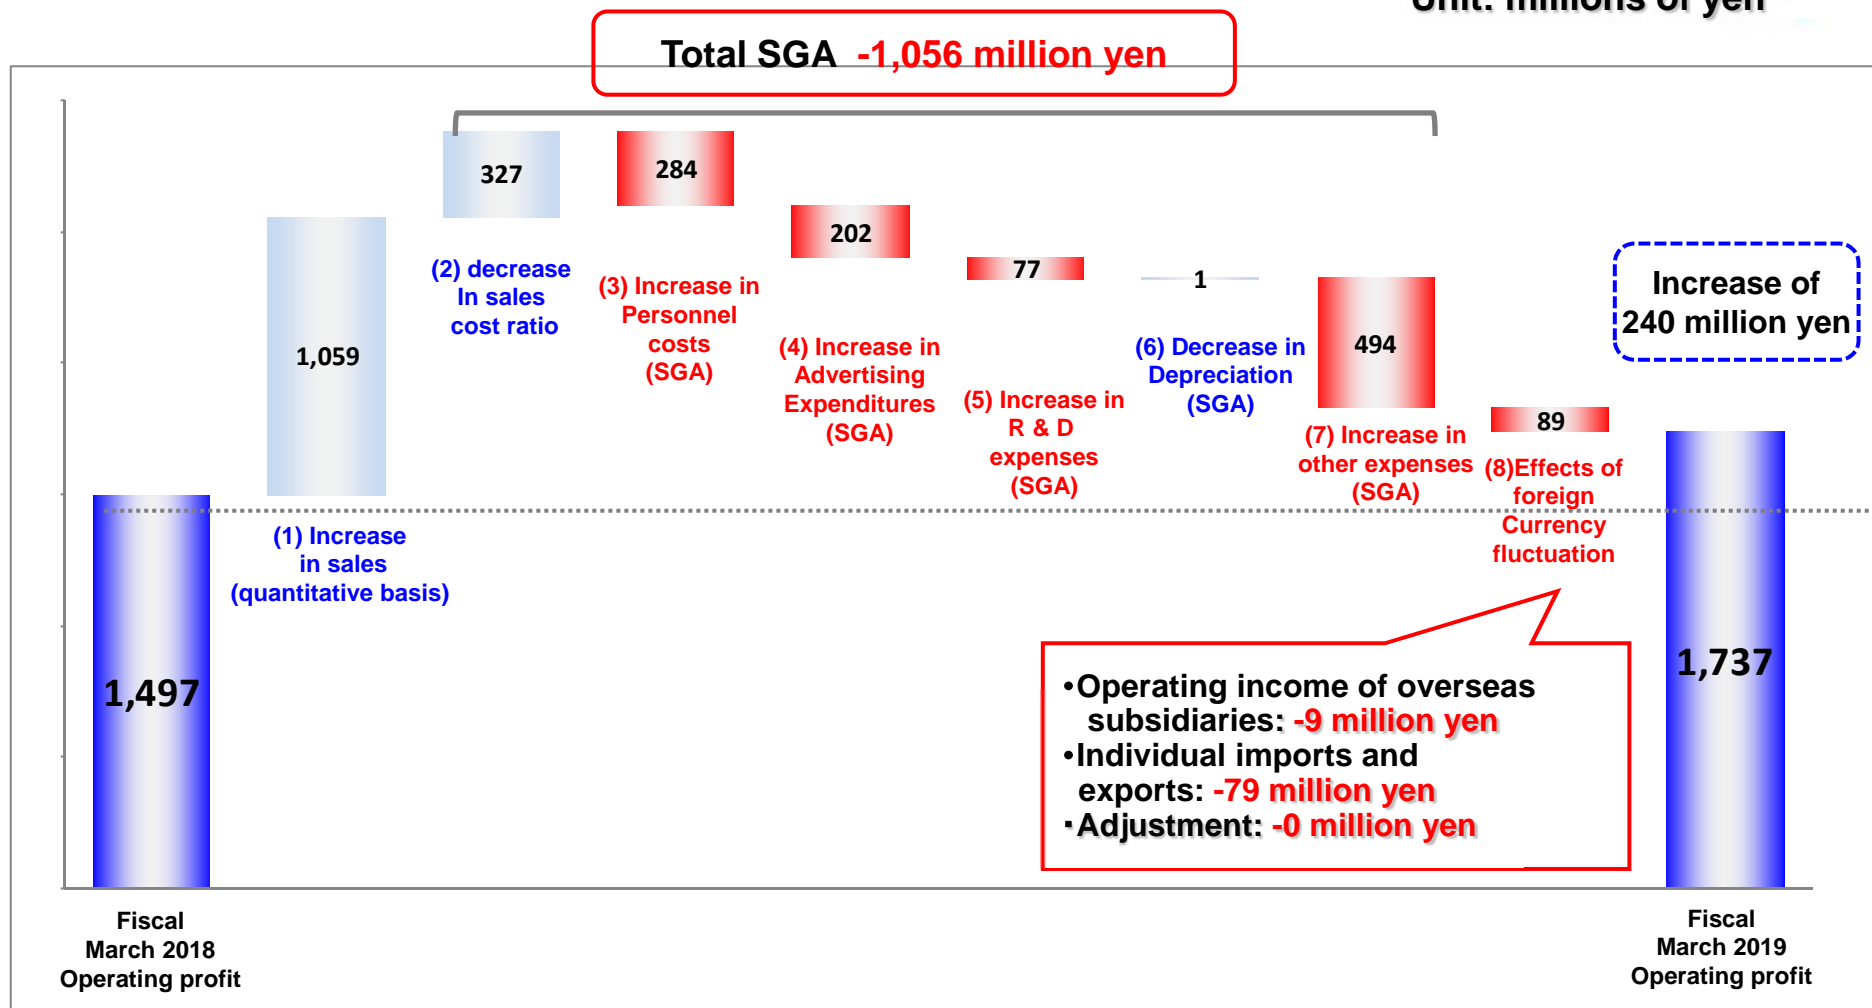 Unit: millions of yen
Total SGA -1,056 million yen
327
284
202
77
1
1,059
494
89
1,497
1,737
(2) decrease
In sales
cost ratio
(3) Increase in
Personnel
costs
(SGA)
(4) Increase in
Advertising
Expenditures
(SGA)
(5) Increase in
R & D
expenses
(SGA)
(6) Decrease in
Depreciation
(SGA)
(7) Increase in
other expenses
(SGA)
(8)Effects of
foreign
Currency
fluctuation
Increase of
240 million yen
(1) Increase
in sales
(quantitative basis)
•Operating income of overseas
subsidiaries: -9 million yen
•Individual imports and
exports: -79 million yen
･Adjustment: -0 million yen
Fiscal
March 2018
Operating profit
Fiscal
March 2019
Operating profit